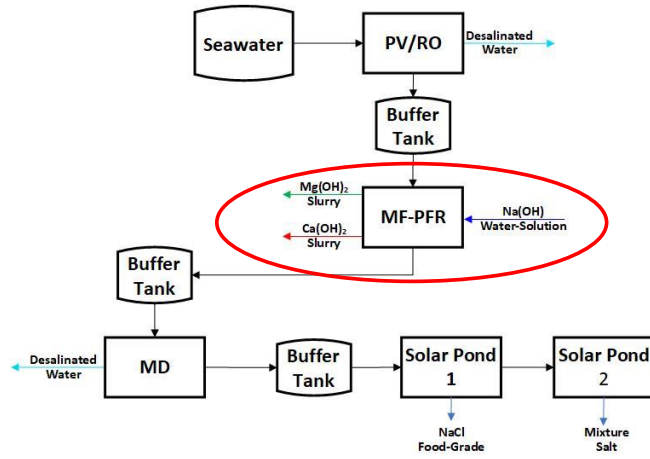 Seawater
PV/RO
Desalinated
Water
Buffer
Tank
Mg(OH)₂
Slurry
MF-PFR
Na(OH)
Water-Solution
Ca(OH)₂
Slurry
Buffer
Tank
Desalinated
Water
MD
Buffer
Tank
Solar Pond
1
Solar Pond
2
NaCl
Food-Grade
Mixture
Salt